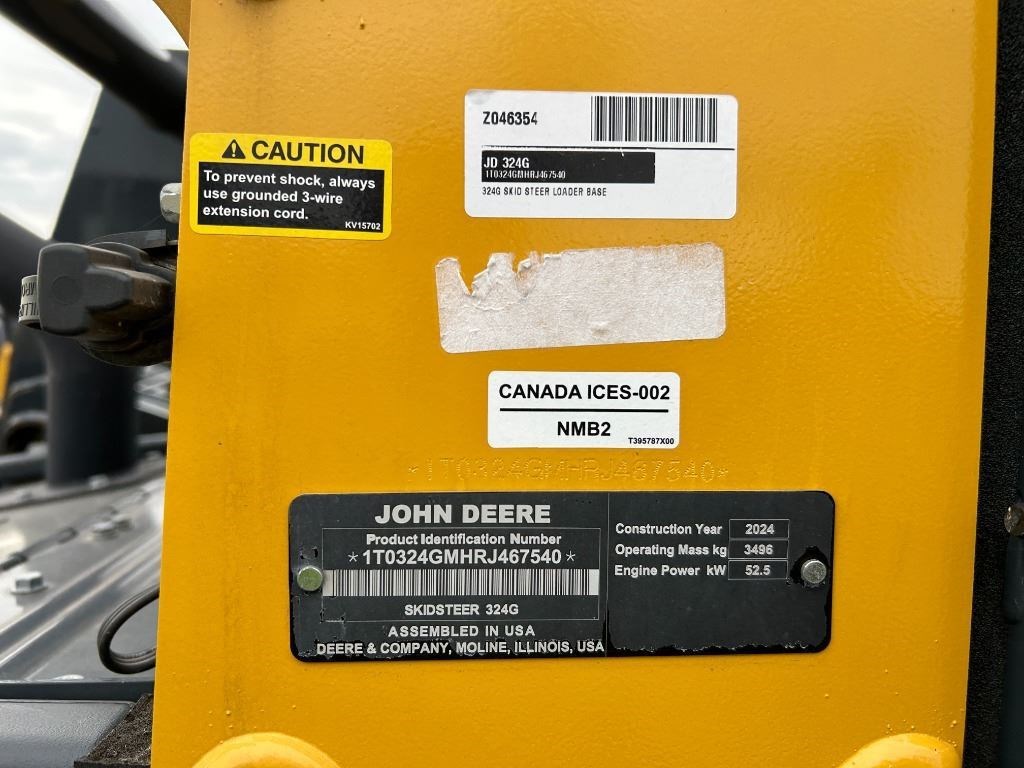 CAUTION
To prevent shock, always
use grounded 3-wire
extension cord.
KV15702
Z046354
JD 324G
1T0324GMHRJ467540
324G SKID STEER LOADER BASE
CANADA ICES-002
NMB2
T395787X00
*1T0324GMHRJ467540*
JOHN DEERE
Product Identification Number
*1T0324GMHRJ467540*
SKIDSTEER 324G
ASSEMBLED IN USA
DEERE & COMPANY, MOLINE, ILLINOIS, USA
Construction Year 2024
Operating Mass kg 3496
Engine Power kW 52.5